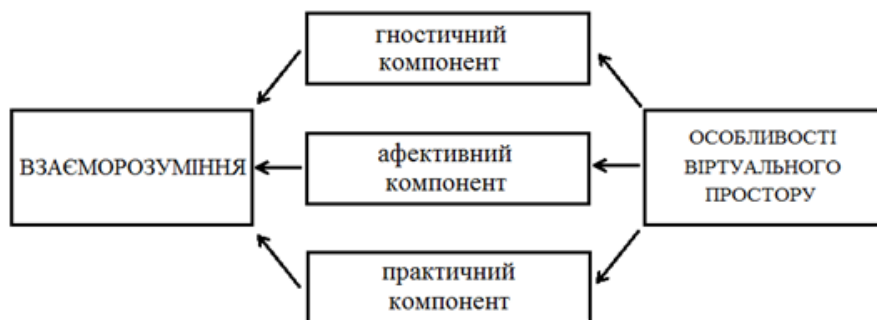 гностичний
компонент
ВЗАЄМОРОЗУМІННЯ
афективний
компонент
ОСОБЛИВОСТІ
ВІРТУАЛЬНОГО
ПРОСТОРУ
практичний
компонент